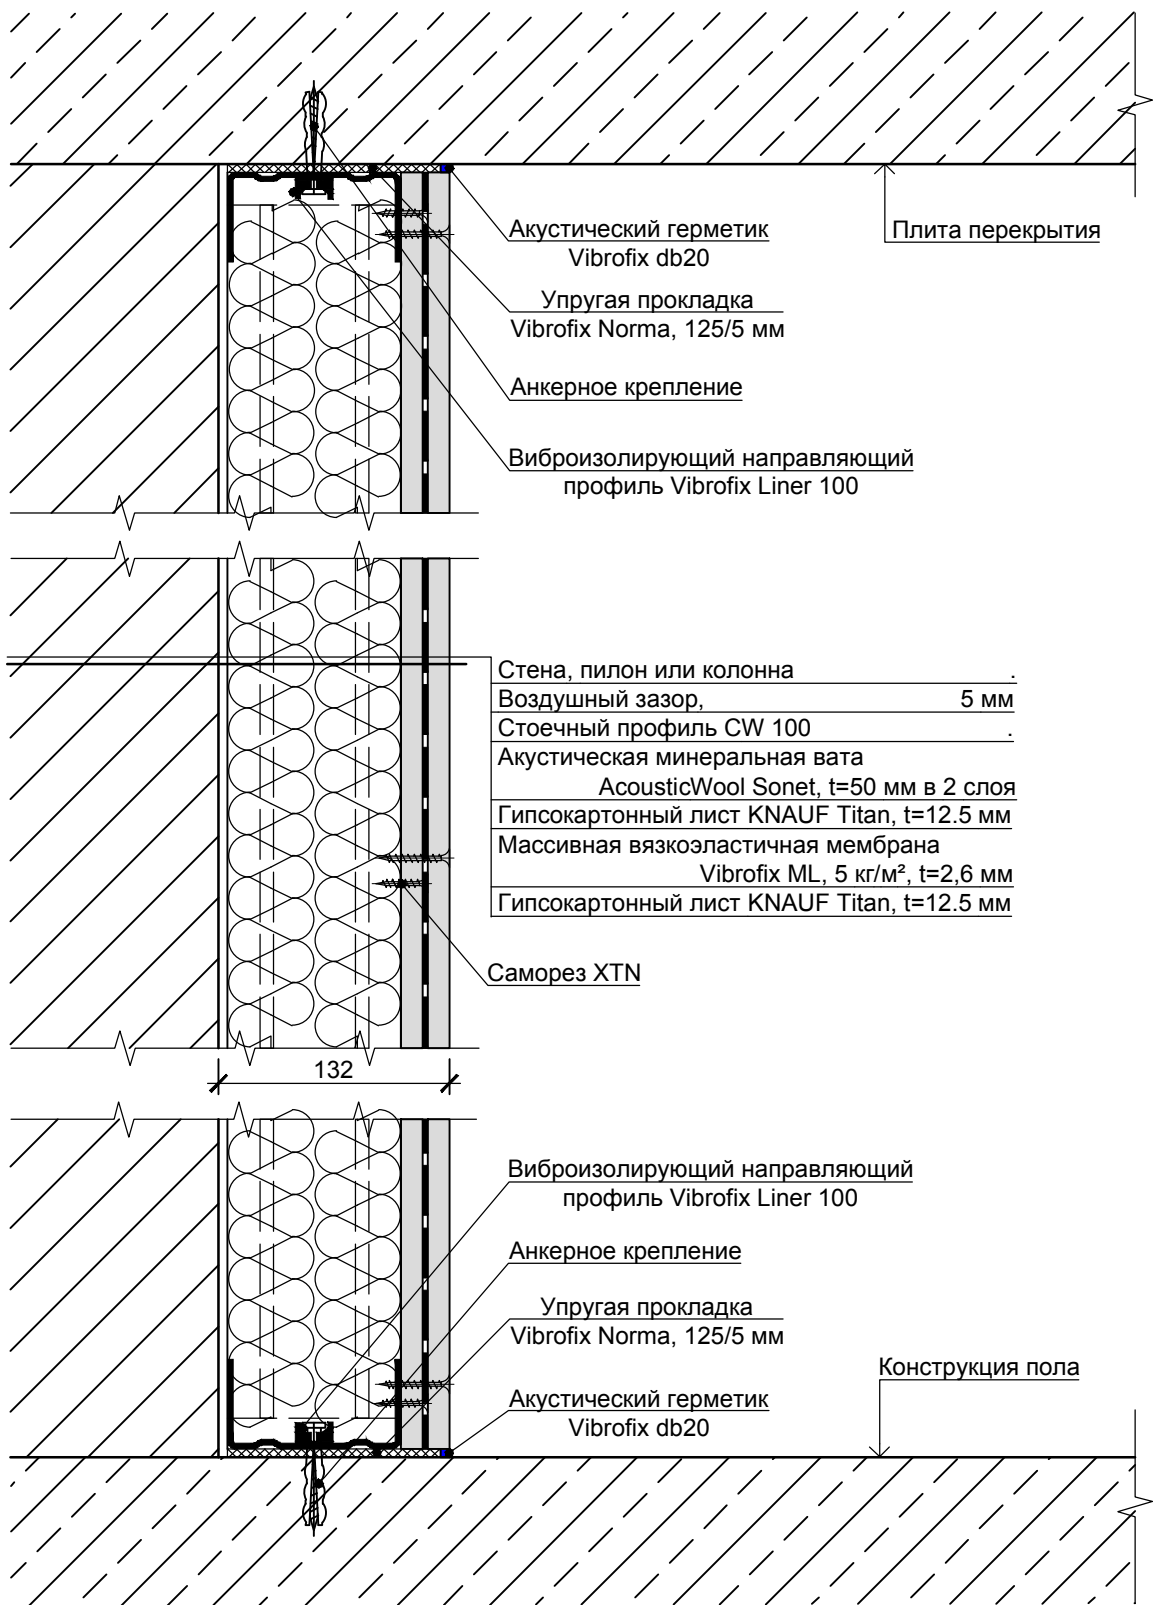 Акустический герметик
Vibrofix db20
Плита перекрытия
Упругая прокладка
Vibrofix Norma, 125/5 мм
Анкерное крепление
Виброизолирующий направляющий
профиль Vibrofix Liner 100
Стена, пилон или колонна .
Воздушный зазор, 5 мм
Стоечный профиль CW 100 .
Акустическая минеральная вата
AcousticWool Sonet, t=50 мм в 2 слоя
Гипсокартонный лист KNAUF Titan, t=12.5 мм
Массивная вязкоэластичная мембрана
Vibrofix ML, 5 кг/м², t=2,6 мм
Гипсокартонный лист KNAUF Titan, t=12.5 мм
Саморез XTN
132
Виброизолирующий направляющий
профиль Vibrofix Liner 100
Анкерное крепление
Упругая прокладка
Vibrofix Norma, 125/5 мм
Конструкция пола
Акустический герметик
Vibrofix db20